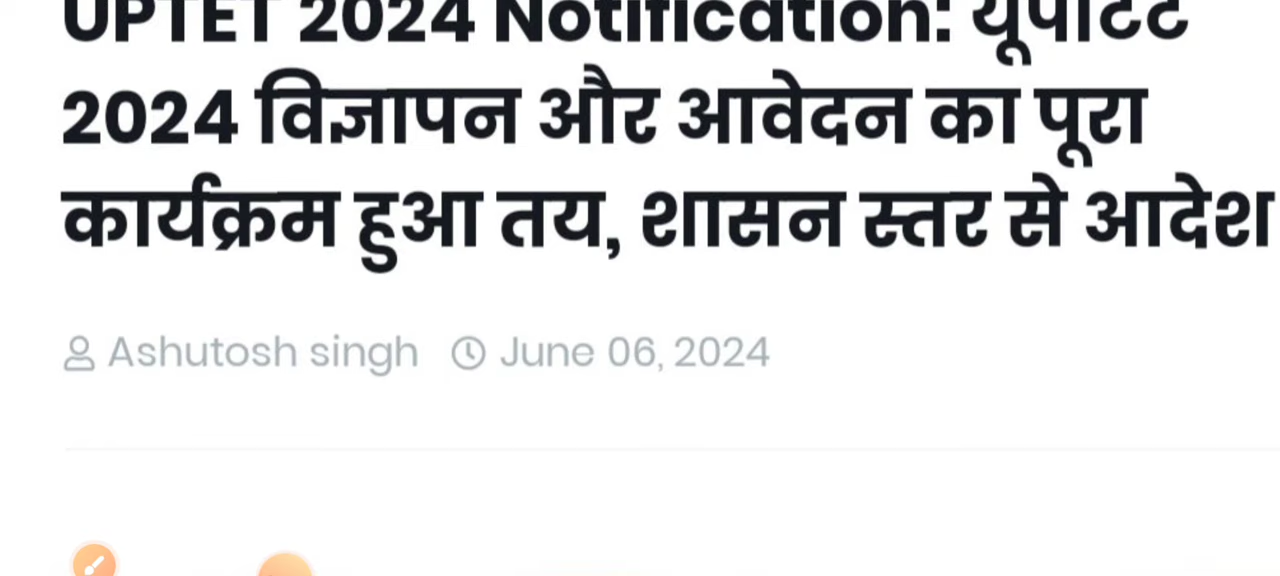 UPTET 2024 Notification: यूपीटेट
2024 विज्ञापन और आवेदन का पूरा
कार्यक्रम हुआ तय, शासन स्तर से आदेश
Ashutosh singh June 06, 2024